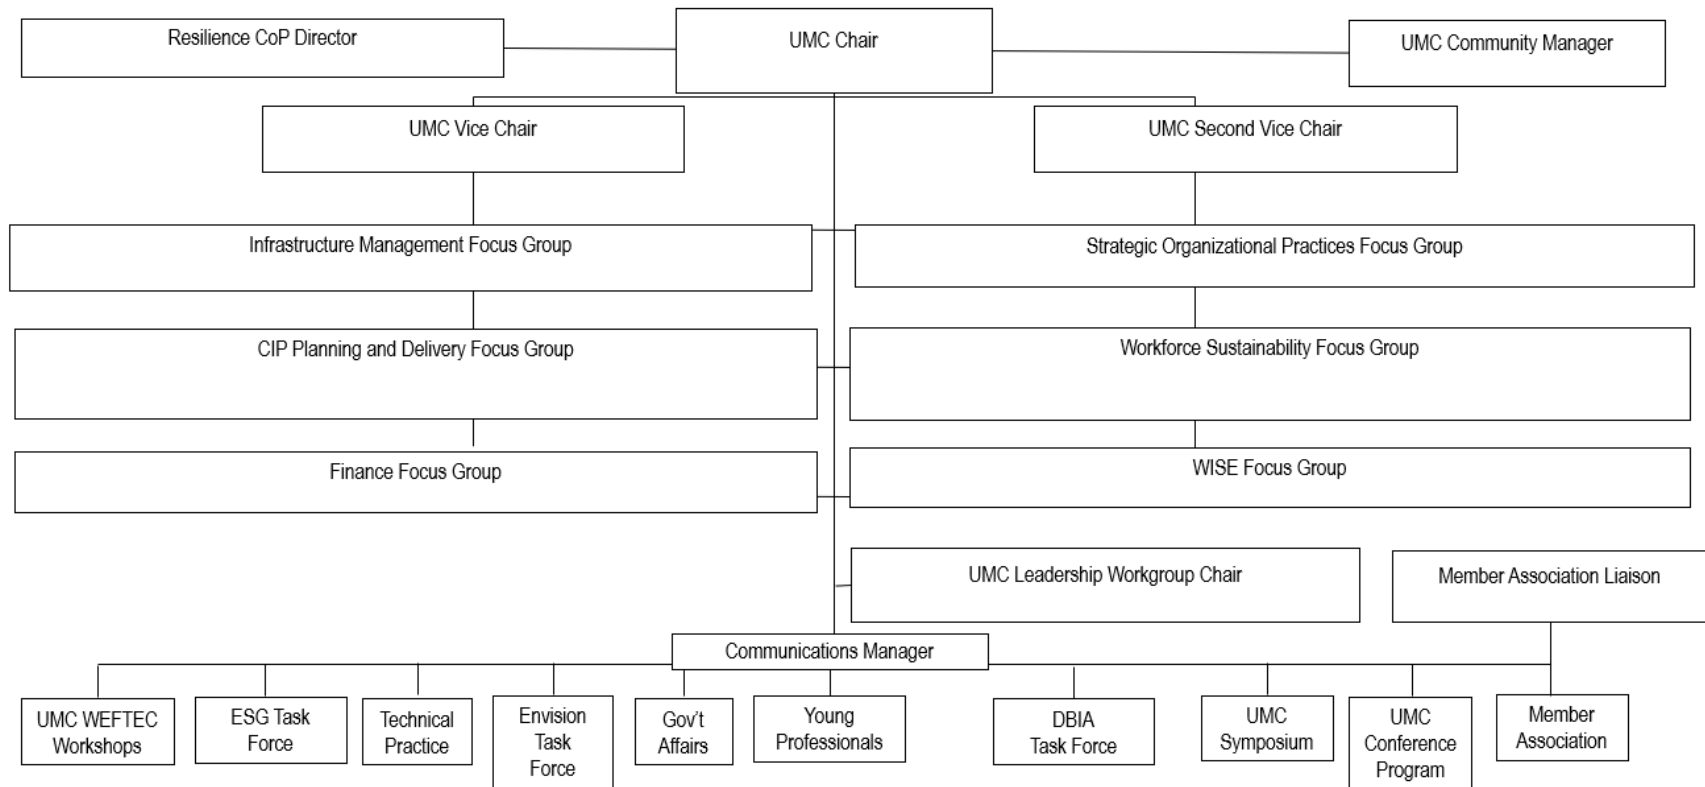 Resilience CoP Director
UMC Chair
UMC Community Manager
UMC Vice Chair
UMC Second Vice Chair
Infrastructure Management Focus Group
Strategic Organizational Practices Focus Group
CIP Planning and Delivery Focus Group
Workforce Sustainability Focus Group
Finance Focus Group
WISE Focus Group
UMC Leadership Workgroup Chair
Member Association Liaison
Communications Manager
UMC WEFTEC
Workshops
ESG Task
Force
Technical
Practice
Envision
Task
Force
Gov't
Affairs
Young
Professionals
DBIA
Task Force
UMC
Symposium
UMC
Conference
Program
Member
Association